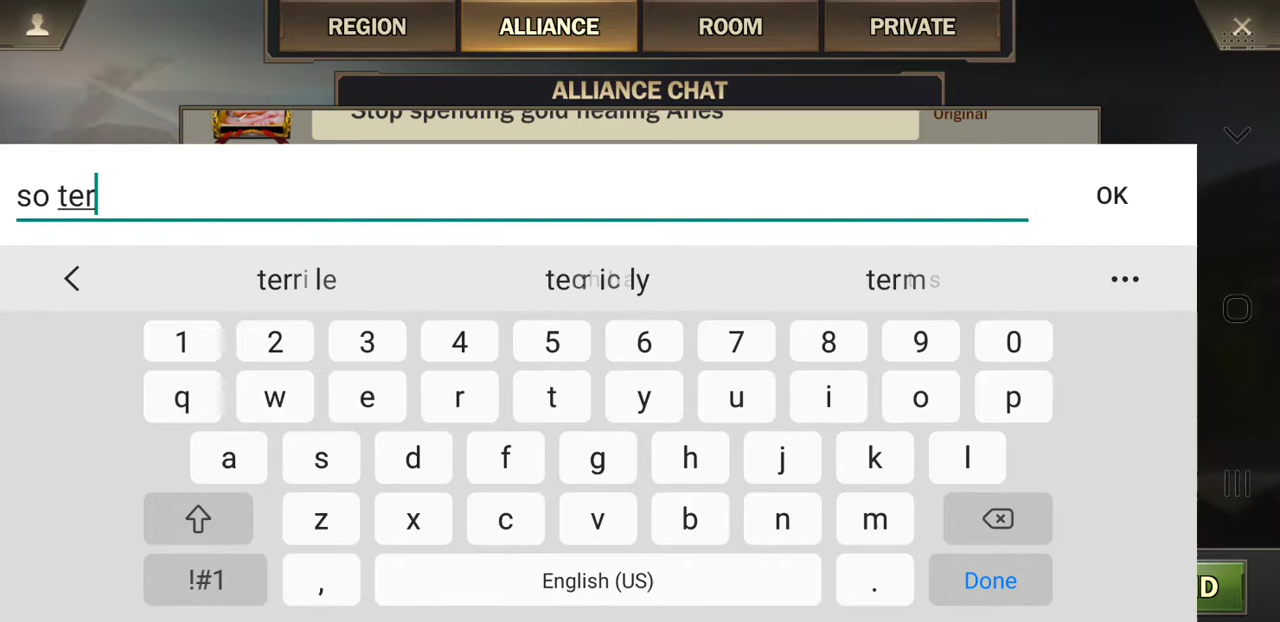 REGION ALLIANCE ROOM PRIVATE
ALLIANCE CHAT
Stop spending gold healing Aries Original
so ter OK
term
1 2 3 4 5 6 7 8 9 0
q w e r t y u i o p
a s d f g h j k l
z x c v b n m
!#1 , English (US) . Done